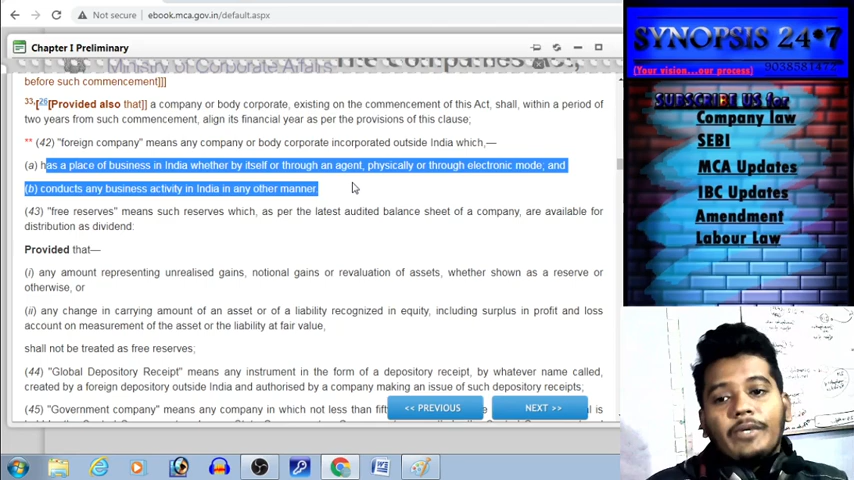 Not secure | ebook.mca.gov.in/default.aspx
SYNOPSIS 24*7
Chapter I Preliminary
9038581472
Ministry of Corporate Affairs
The Companies Act,
(Your vision...our process)
before such commencement]]]
33.[26[Provided also that]] a company or body corporate, existing on the commencement of this Act, shall, within a period of
two years from such commencement, align its financial year as per the provisions of this clause;
** (42) "foreign company" means any company or body corporate incorporated outside India which,—
(a) has a place of business in India whether by itself or through an agent, physically or through electronic mode; and
(b) conducts any business activity in India in any other manner.
(43) "free reserves" means such reserves which, as per the latest audited balance sheet of a company, are available for
distribution as dividend:
Provided that—
(i) any amount representing unrealised gains, notional gains or revaluation of assets, whether shown as a reserve or
otherwise, or
(ii) any change in carrying amount of an asset or of a liability recognized in equity, including surplus in profit and loss
account on measurement of the asset or the liability at fair value,
shall not be treated as free reserves;
(44) "Global Depository Receipt" means any instrument in the form of a depository receipt, by whatever name called,
created by a foreign depository outside India and authorised by a company making an issue of such depository receipts;
(45) "Government company" means any company in which not less than fift
<< PREVIOUS
NEXT >>
SUBSCRIBE US for
Company law
SEBI
MCA Updates
IBC Updates
Amendment
Labour Law